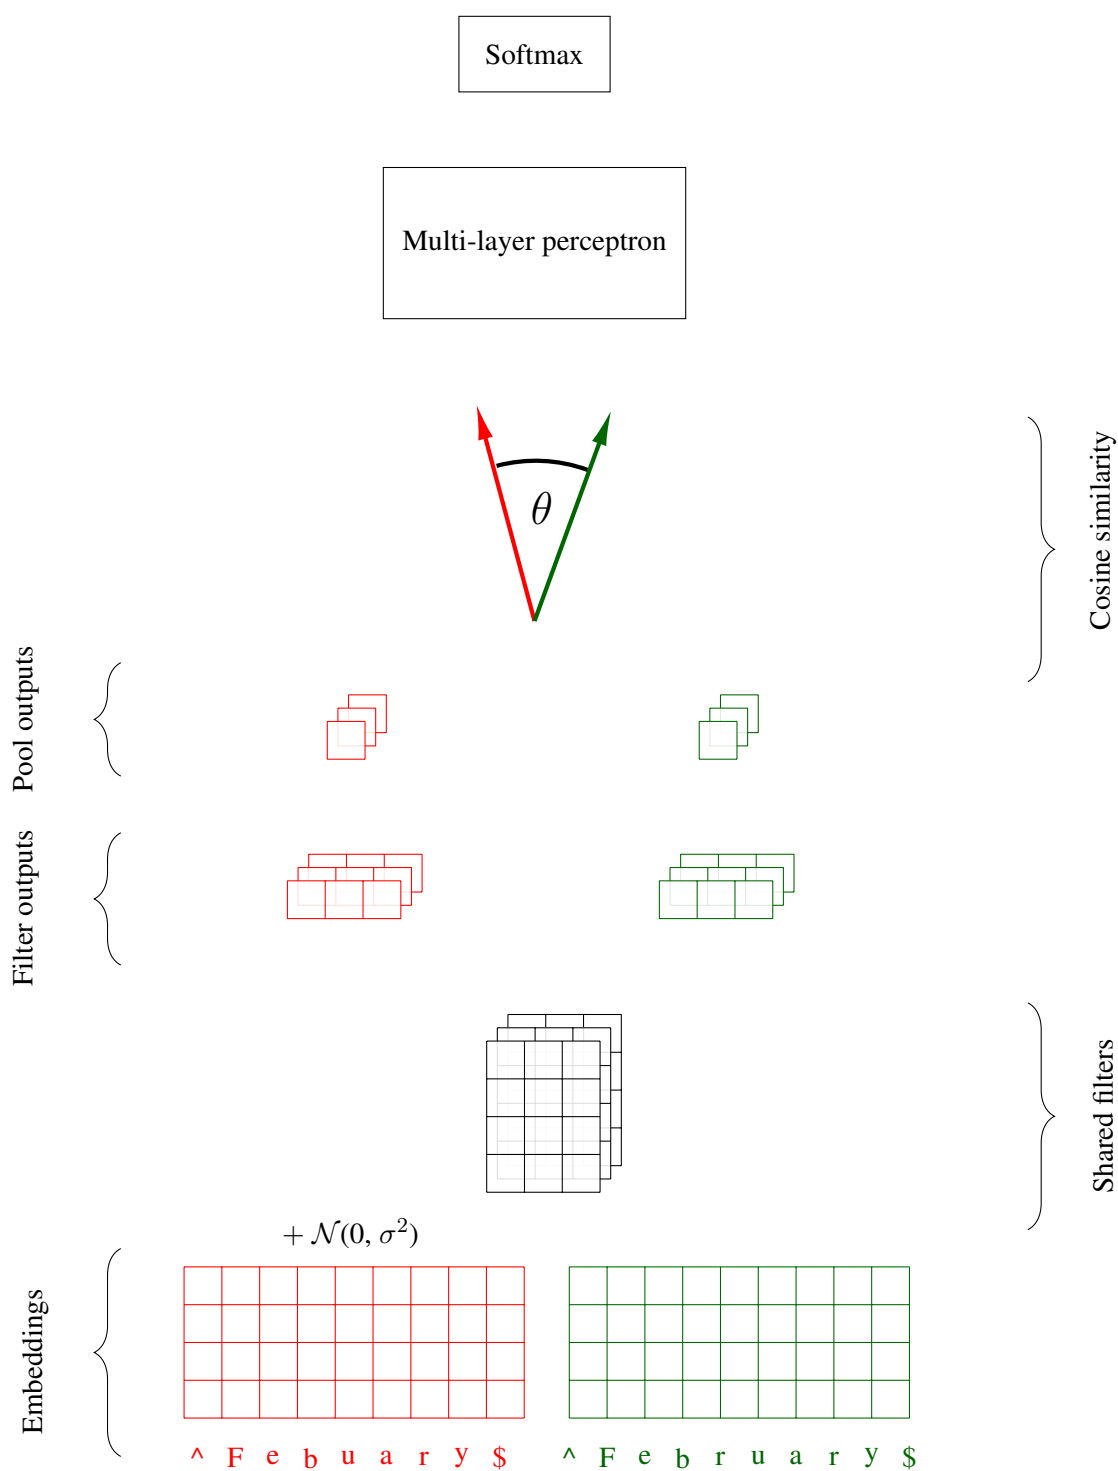 Softmax
Multi-layer perceptron
θ
Cosine similarity
Pool outputs
Filter outputs
Shared filters
+ 𝒩(0, σ²)
Embeddings
^ F e b u a r y $
^ F e b r u a r y $